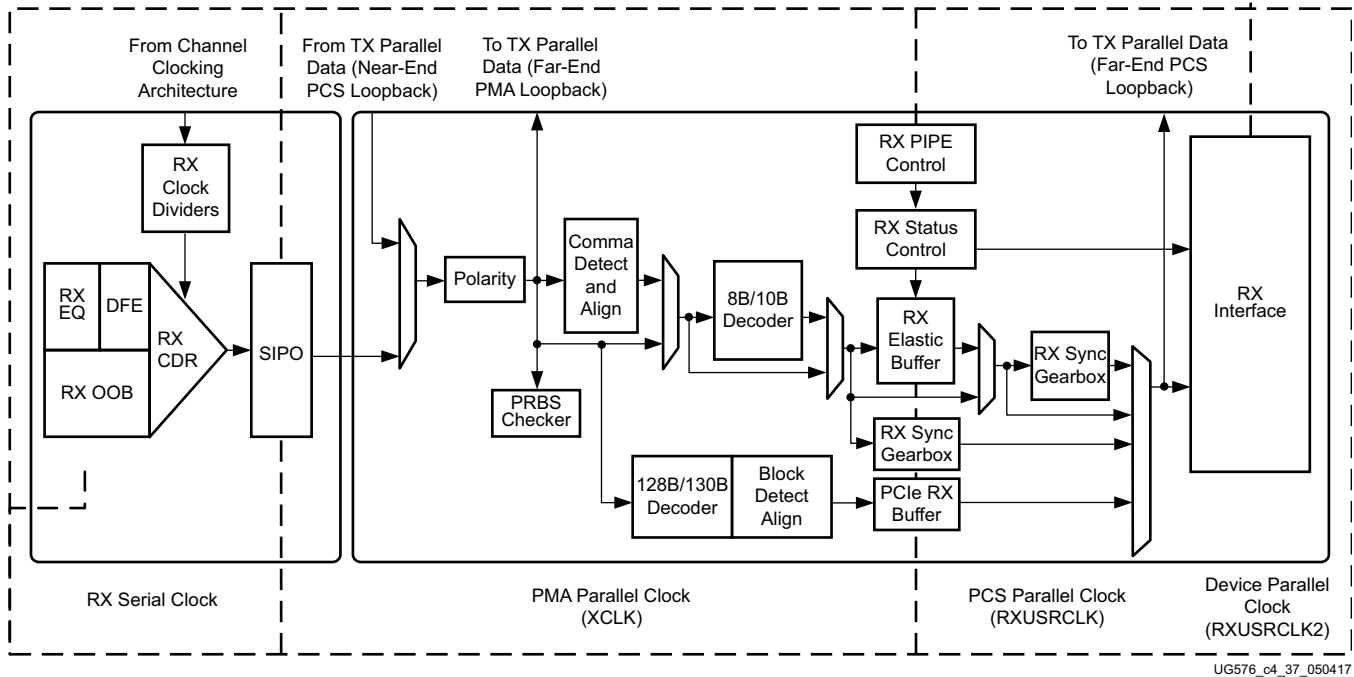 From Channel
Clocking
Architecture
From TX Parallel
Data (Near-End
PCS Loopback)
To TX Parallel
Data (Far-End
PMA Loopback)
To TX Parallel Data
(Far-End PCS
Loopback)
RX
Clock
Dividers
RX
EQ
DFE
RX
CDR
RX OOB
SIPO
Polarity
PRBS
Checker
Comma
Detect
and
Align
8B/10B
Decoder
128B/130B
Decoder
Block
Detect
Align
RX PIPE
Control
RX Status
Control
RX
Elastic
Buffer
RX Sync
Gearbox
PCIe RX
Buffer
RX Sync
Gearbox
RX
Interface
RX Serial Clock
PMA Parallel Clock
(XCLK)
PCS Parallel Clock
(RXUSRCLK)
Device Parallel
Clock
(RXUSRCLK2)
UG576_c4_37_050417